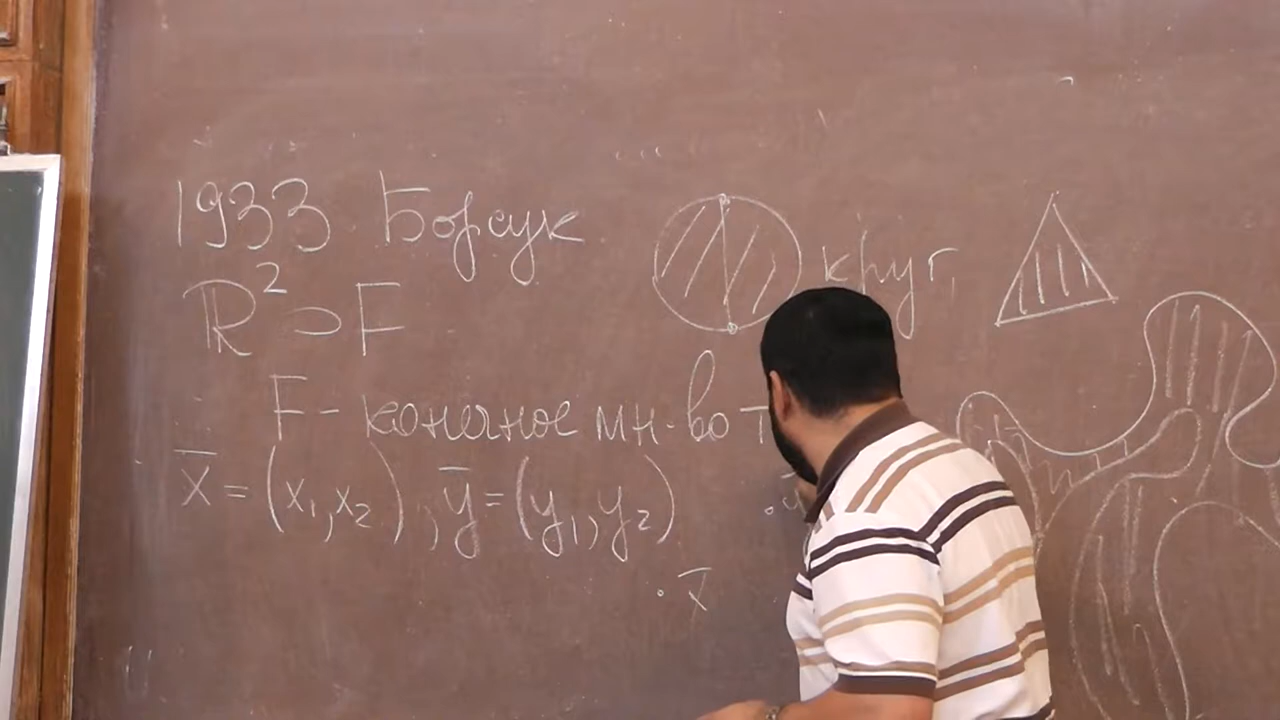 1933 Борсук
круг,
ℝ² ⊃ F
F - конечное мн-во т
x̄ = (x₁, x₂), ȳ = (y₁, y₂)
x̄